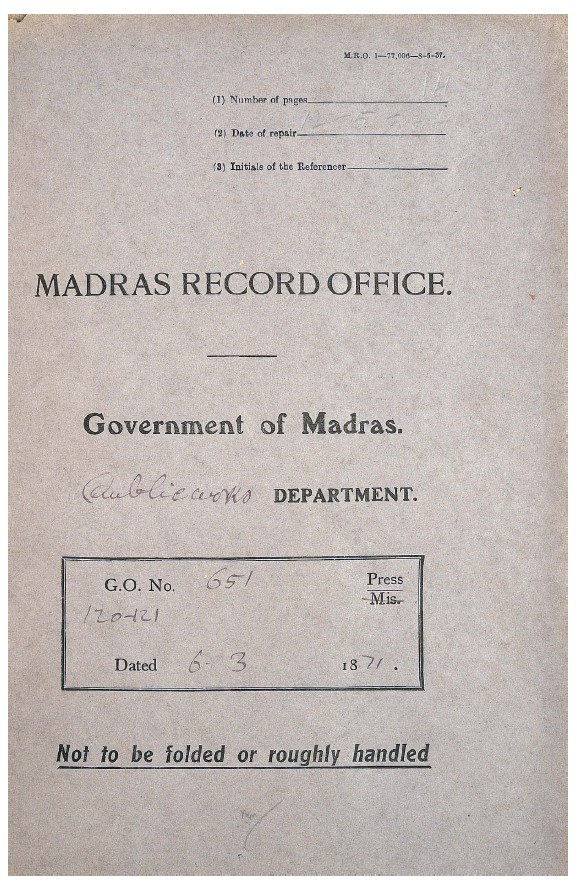 M.R.O. 1—77,000—8-6-37.
(1) Number of pages
(2) Date of repair
(3) Initials of the Referencer
MADRAS RECORD OFFICE.
Government of Madras.
Public works DEPARTMENT.
G.O. No. 651 Press
120-121 Mis.
Dated 6-3 1871.
Not to be folded or roughly handled